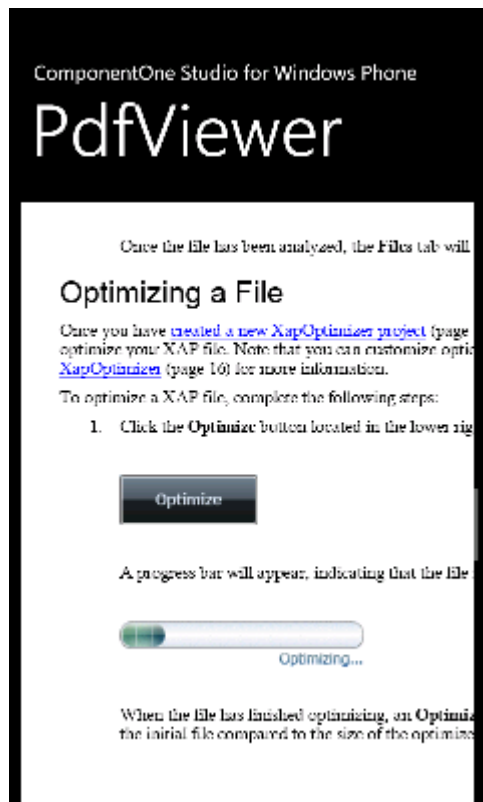 ComponentOne Studio for Windows Phone
PdfViewer
Once the file has been analyzed, the Files tab will
Optimizing a File
Once you have created a new XapOptimizer project (page
optimize your XAP file. Note that you can customize optio
XapOptimizer (page 16) for more information.
To optimize a XAP file, complete the following steps:
1. Click the Optimize button located in the lower rig
Optimize
A progress bar will appear, indicating that the file
Optimizing...
When the file has finished optimizing, an Optimiz
the initial file compared to the size of the optimize